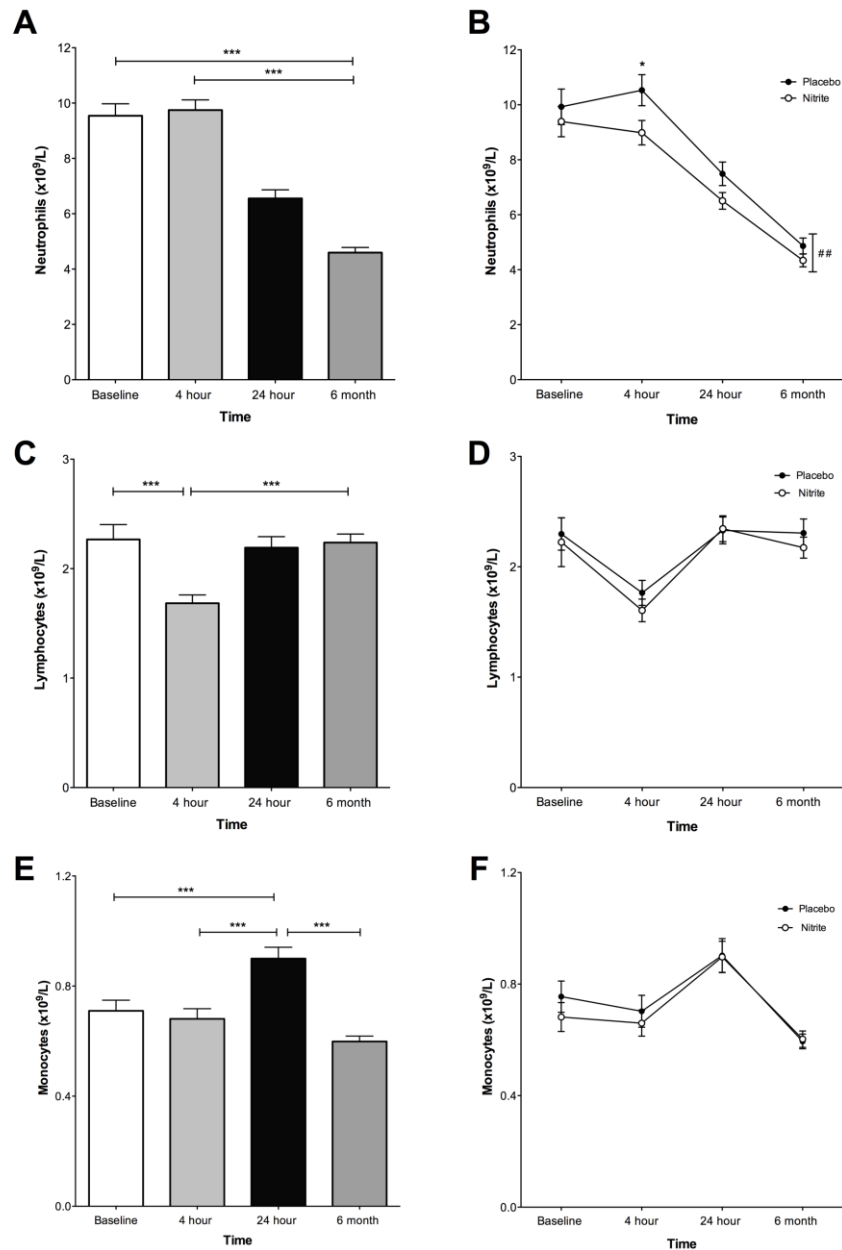 A
***
***
12
10
8
6
4
2
0
Neutrophils (x10⁹/L)
Baseline 4 hour 24 hour 6 month
Time
B
*
Placebo
Nitrite
12
10
8
6
4
2
0
Neutrophils (x10⁹/L)
##
Baseline 4 hour 24 hour 6 month
Time
C
*** ***
3
2
1
0
Lymphocytes (x10⁹/L)
Baseline 4 hour 24 hour 6 month
Time
D
Placebo
Nitrite
3
2
1
0
Lymphocytes (x10⁹/L)
Baseline 4 hour 24 hour 6 month
Time
E
***
*** ***
1.2
0.8
0.4
0.0
Monocytes (x10⁹/L)
Baseline 4 hour 24 hour 6 month
Time
F
Placebo
Nitrite
1.2
0.8
0.4
0.0
Monocytes (x10⁹/L)
Baseline 4 hour 24 hour 6 month
Time